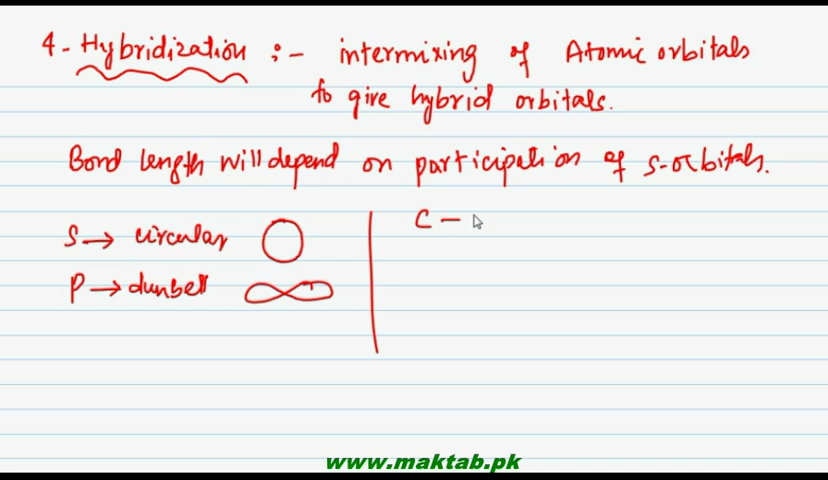 4 - Hybridization :- intermixing of Atomic orbitals
to give hybrid orbitals.
Bond length will depend on participation of s-orbitals.
S → circular
P → dunbell
C –
www.maktab.pk